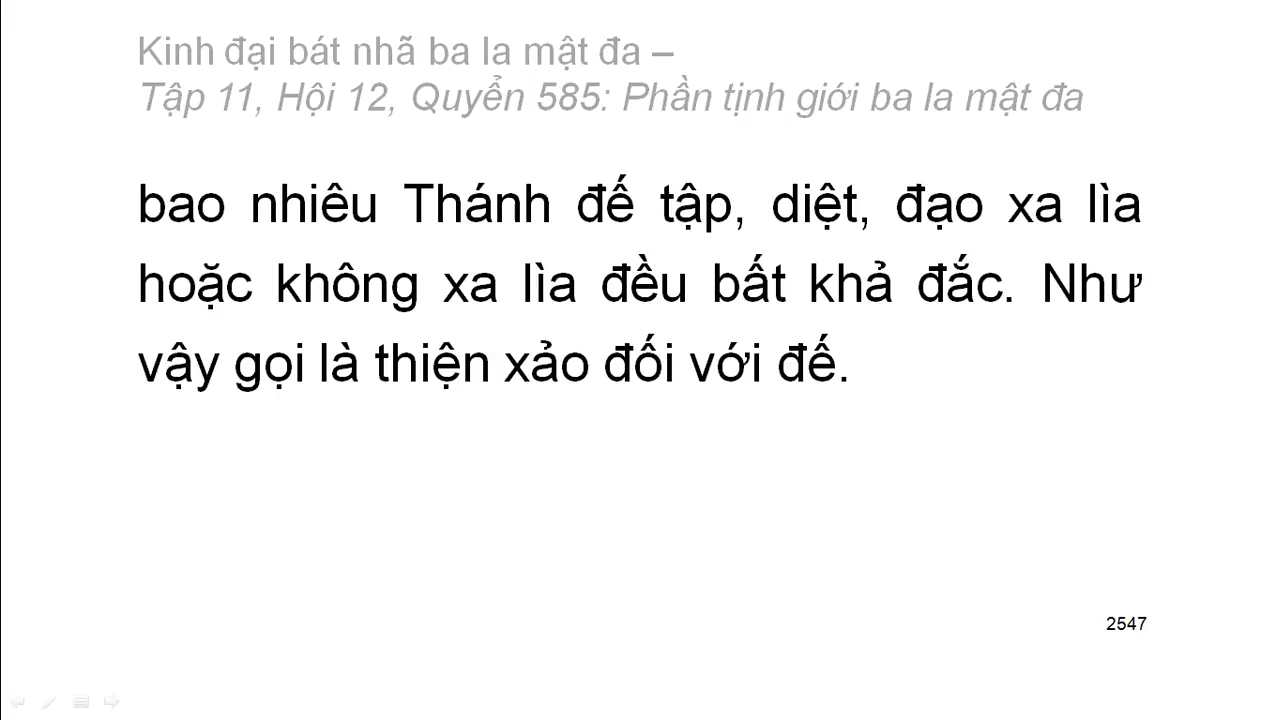 Kinh đại bát nhã ba la mật đa –
Tập 11, Hội 12, Quyển 585: Phần tịnh giới ba la mật đa
bao nhiêu Thánh đế tập, diệt, đạo xa lìa
hoặc không xa lìa đều bất khả đắc. Như
vậy gọi là thiện xảo đối với đế.
2547